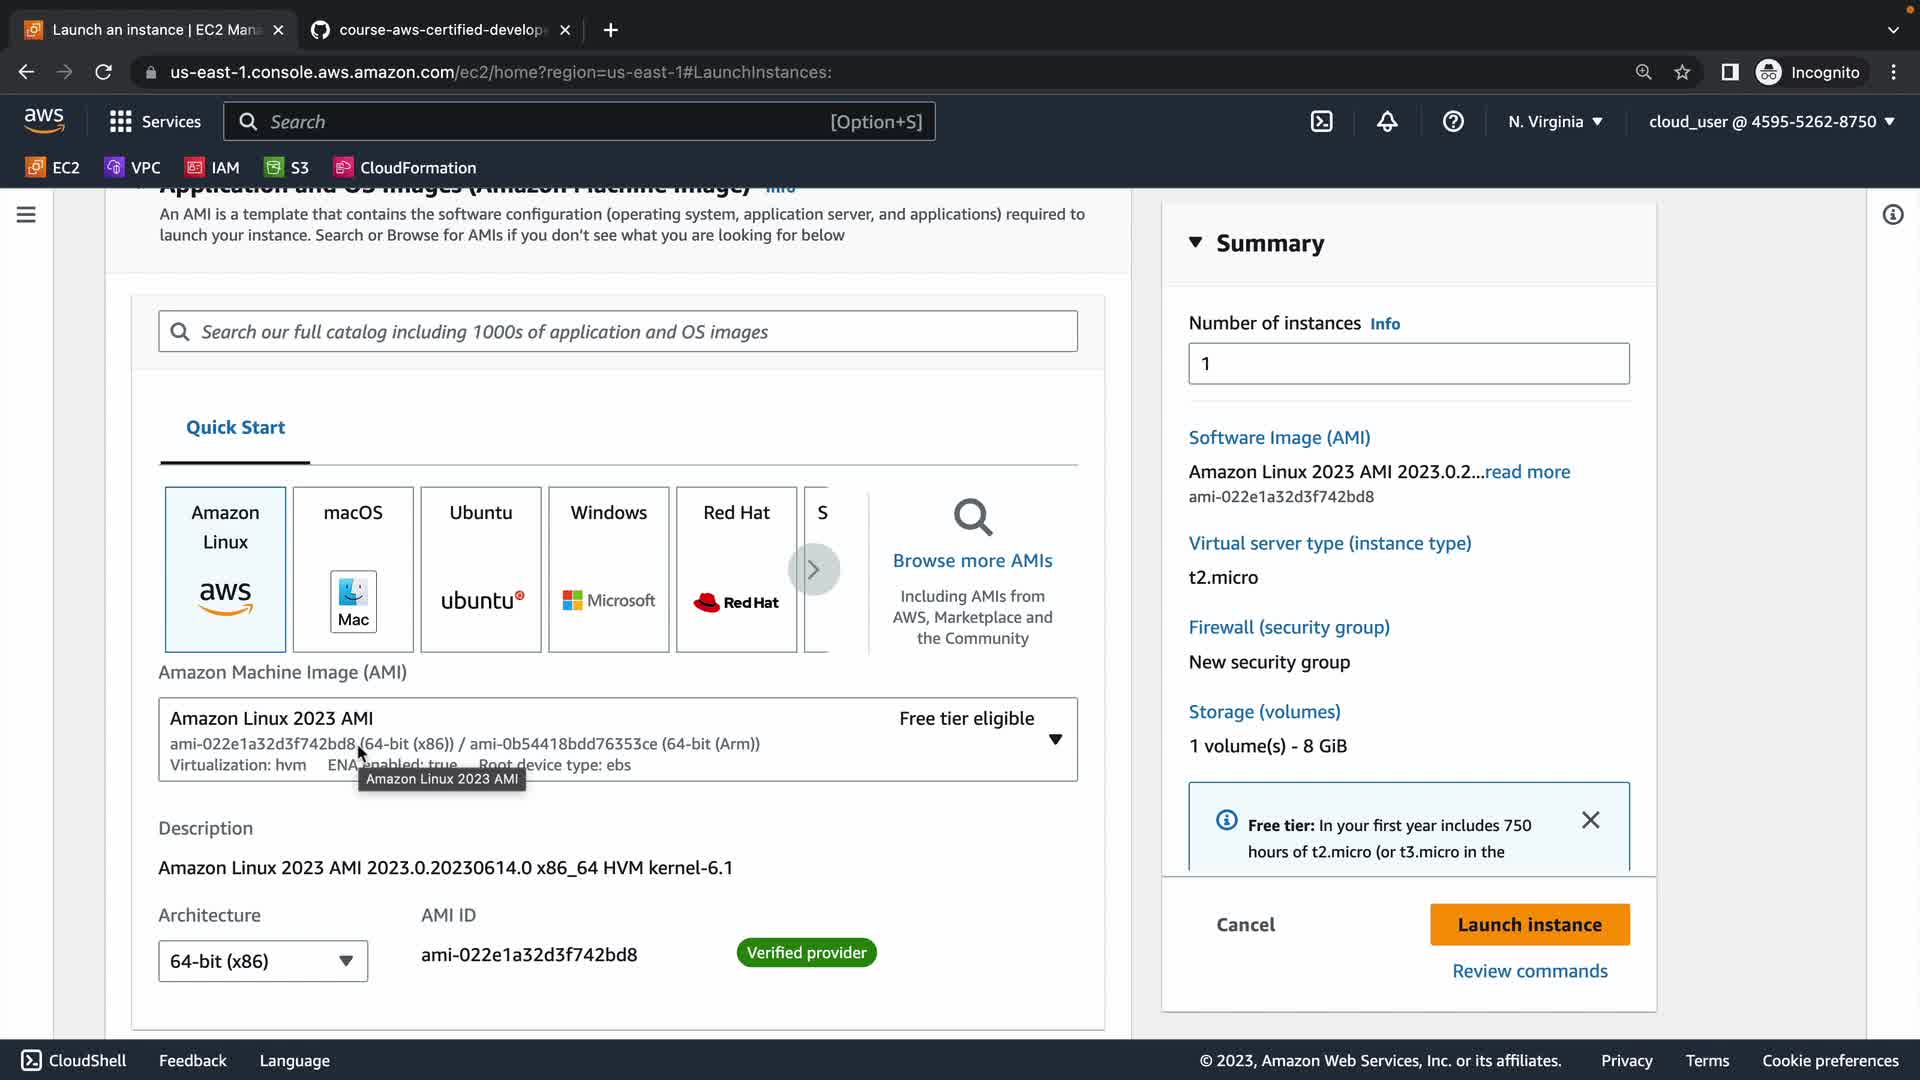 Launch an instance | EC2 Mana
course-aws-certified-develop
us-east-1.console.aws.amazon.com/ec2/home?region=us-east-1#LaunchInstances:
Incognito
aws
Services
Search
[Option+S]
N. Virginia
cloud_user @ 4595-5262-8750
EC2
VPC
IAM
S3
CloudFormation
Application and OS Images (Amazon Machine Image) Info
An AMI is a template that contains the software configuration (operating system, application server, and applications) required to
launch your instance. Search or Browse for AMIs if you don't see what you are looking for below
Search our full catalog including 1000s of application and OS images
Quick Start
Amazon
Linux
aws
macOS
Mac
Ubuntu
ubuntu
Windows
Microsoft
Red Hat
RedHat
S
Browse more AMIs
Including AMIs from
AWS, Marketplace and
the Community
Amazon Machine Image (AMI)
Amazon Linux 2023 AMI
Free tier eligible
ami-022e1a32d3f742bd8 (64-bit (x86)) / ami-0b54418bdd76353ce (64-bit (Arm))
Virtualization: hvm ENA enabled: true Root device type: ebs
Amazon Linux 2023 AMI
Description
Amazon Linux 2023 AMI 2023.0.20230614.0 x86_64 HVM kernel-6.1
Architecture
AMI ID
64-bit (x86)
ami-022e1a32d3f742bd8
Verified provider
Summary
Number of instances Info
1
Software Image (AMI)
Amazon Linux 2023 AMI 2023.0.2...read more
ami-022e1a32d3f742bd8
Virtual server type (instance type)
t2.micro
Firewall (security group)
New security group
Storage (volumes)
1 volume(s) - 8 GiB
Free tier: In your first year includes 750
hours of t2.micro (or t3.micro in the
Cancel
Launch instance
Review commands
CloudShell
Feedback
Language
© 2023, Amazon Web Services, Inc. or its affiliates.
Privacy
Terms
Cookie preferences